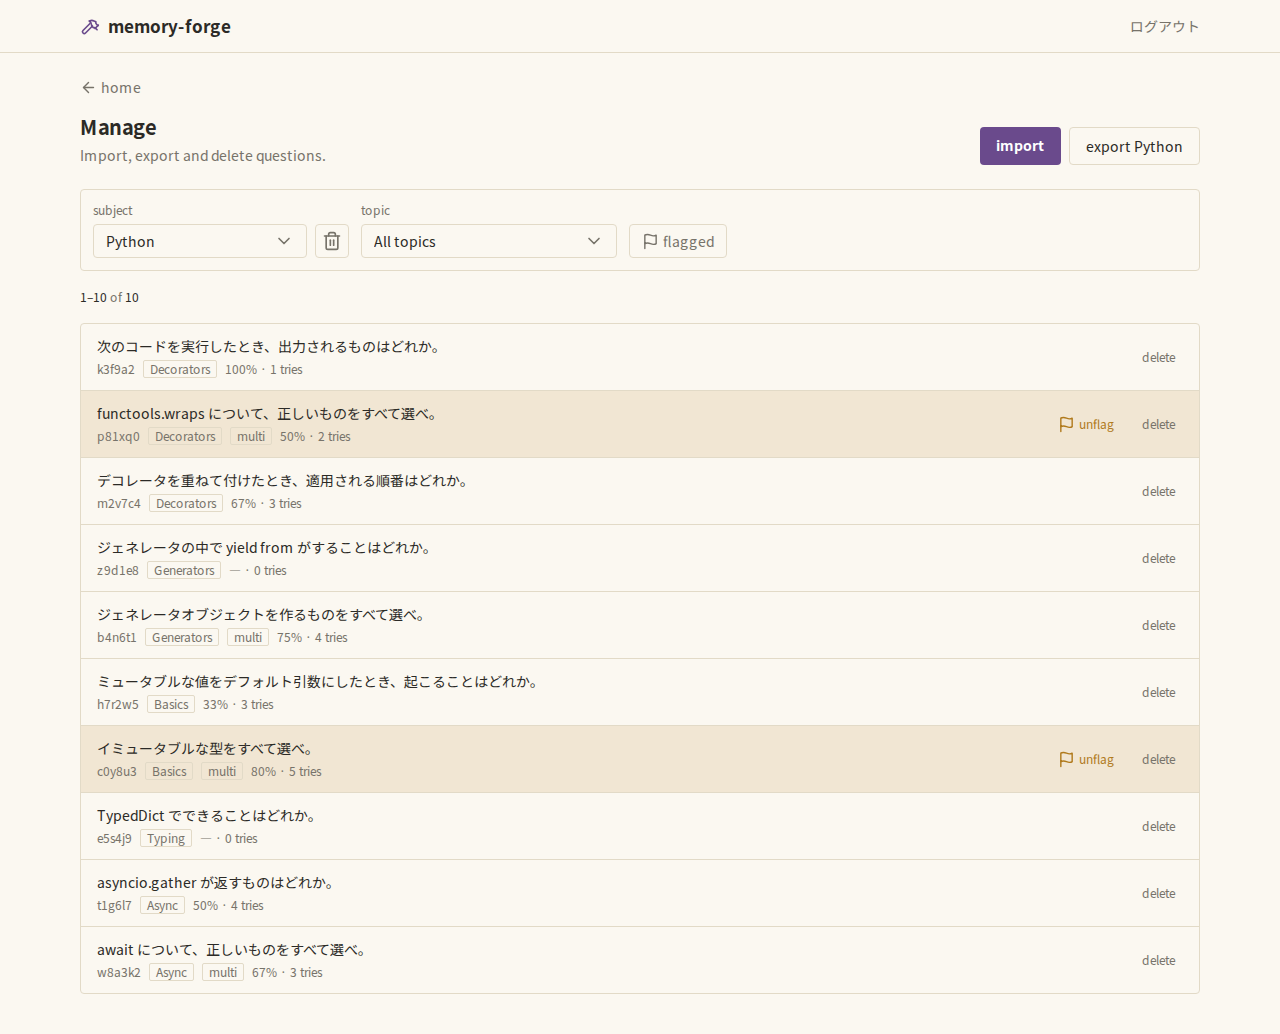 memory-forge
ログアウト
home
Manage
Import, export and delete questions.
import
export Python
subject
topic
Python
All topics
flagged
1–10 of 10
次のコードを実行したとき、出力されるものはどれか。
k3f9a2 Decorators 100% · 1 tries
delete
functools.wraps について、正しいものをすべて選べ。
p81xq0 Decorators multi 50% · 2 tries
unflag
delete
デコレータを重ねて付けたとき、適用される順番はどれか。
m2v7c4 Decorators 67% · 3 tries
delete
ジェネレータの中で yield from がすることはどれか。
z9d1e8 Generators — · 0 tries
delete
ジェネレータオブジェクトを作るものをすべて選べ。
b4n6t1 Generators multi 75% · 4 tries
delete
ミュータブルな値をデフォルト引数にしたとき、起こることはどれか。
h7r2w5 Basics 33% · 3 tries
delete
イミュータブルな型をすべて選べ。
c0y8u3 Basics multi 80% · 5 tries
unflag
delete
TypedDict でできることはどれか。
e5s4j9 Typing — · 0 tries
delete
asyncio.gather が返すものはどれか。
t1g6l7 Async 50% · 4 tries
delete
await について、正しいものをすべて選べ。
w8a3k2 Async multi 67% · 3 tries
delete